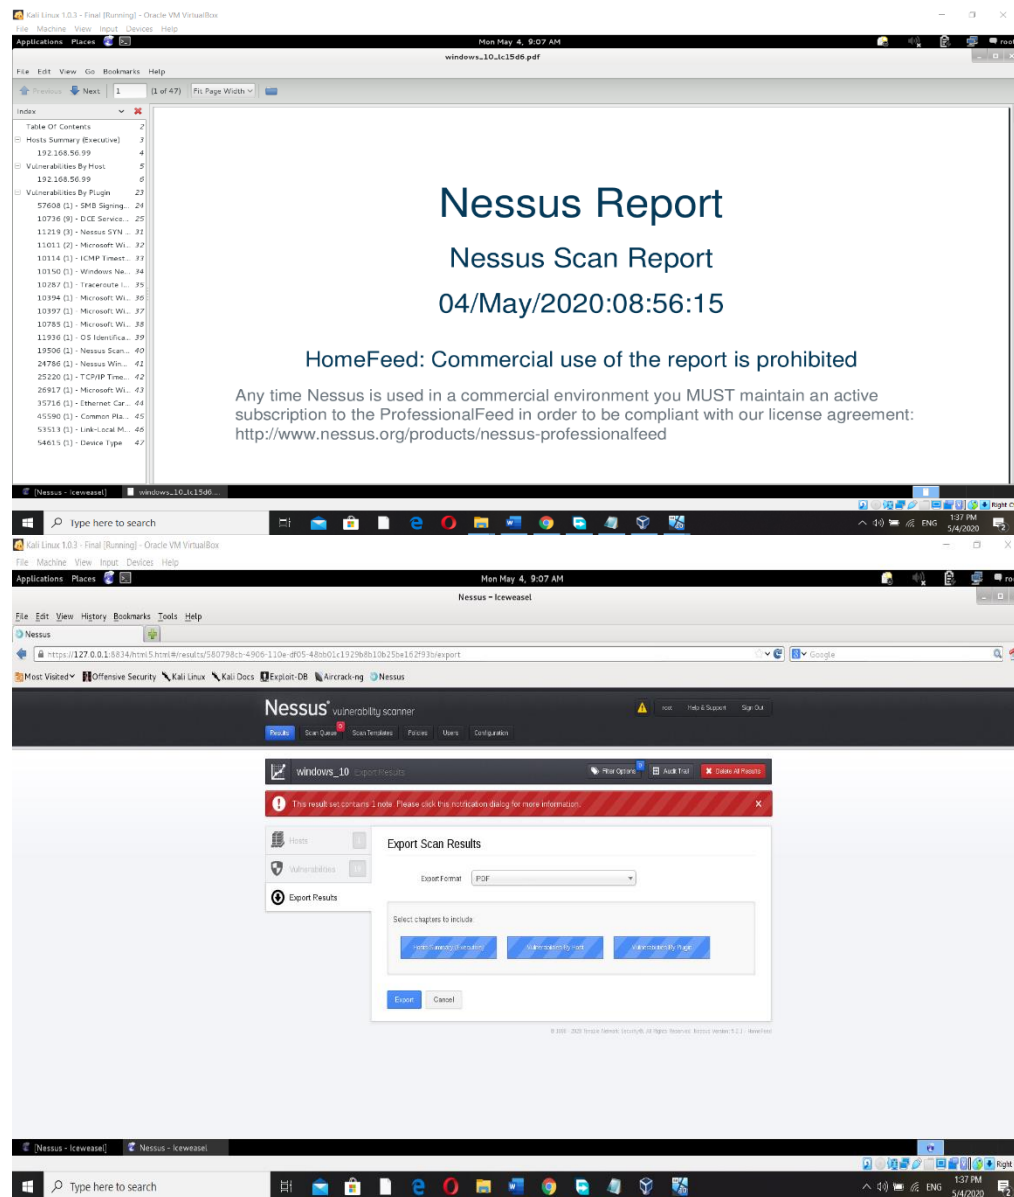 Kali Linux 1.0.3 - Final [Running] - Oracle VM VirtualBox
File Machine View Input Devices Help
Applications Places Mon May 4, 9:07 AM root
windows_10_lc15d6.pdf
File Edit View Go Bookmarks Help
Previous Next 1 (1 of 47) Fit Page Width
Index
Table Of Contents 2
Hosts Summary (Executive) 3
192.168.56.99 4
Vulnerabilities By Host 5
192.168.56.99 6
Vulnerabilities By Plugin 23
57608 (1) - SMB Signing... 24
10736 (9) - DCE Service... 25
11219 (3) - Nessus SYN ... 31
11011 (2) - Microsoft Wi... 32
10114 (1) - ICMP Timest... 33
10150 (1) - Windows Ne... 34
10287 (1) - Traceroute I... 35
10394 (1) - Microsoft Wi... 36
10397 (1) - Microsoft Wi... 37
10785 (1) - Microsoft Wi... 38
11936 (1) - OS Identifica... 39
19506 (1) - Nessus Scan... 40
24786 (1) - Nessus Win... 41
25220 (1) - TCP/IP Time... 42
26917 (1) - Microsoft Wi... 43
35716 (1) - Ethernet Car... 44
45590 (1) - Common Pla... 45
53513 (1) - Link-Local M... 46
54615 (1) - Device Type 47
Nessus Report
Nessus Scan Report
04/May/2020:08:56:15
HomeFeed: Commercial use of the report is prohibited
Any time Nessus is used in a commercial environment you MUST maintain an active
subscription to the ProfessionalFeed in order to be compliant with our license agreement:
http://www.nessus.org/products/nessus-professionalfeed
[Nessus - Iceweasel] windows_10_lc15d6....
Right C
Type here to search ENG 1:37 PM
5/4/2020
Kali Linux 1.0.3 - Final [Running] - Oracle VM VirtualBox
File Machine View Input Devices Help
Applications Places Mon May 4, 9:07 AM ro
Nessus - Iceweasel
File Edit View History Bookmarks Tools Help
Nessus
https://127.0.0.1:8834/html5.html#/results/580798cb-4906-110e-df05-48bb01c1929b8h10b25be162f93b/export Google
Most Visited Offensive Security Kali Linux Kali Docs Exploit-DB Aircrack-ng Nessus
Nessus vulnerability scanner root Help & Support Sign Out
Results Scan Queue 0 Scan Templates Policies Users Configuration
windows_10 Export Results Filter Options 0 Audit Trail Delete All Results
This result set contains 1 note. Please click this notification dialog for more information.
Hosts 1
Vulnerabilities
Export Results
Export Scan Results
Export Format PDF
Select chapters to include:
Hosts Summary (Executive) Vulnerabilities By Host Vulnerabilities By Plugin
Export Cancel
[Nessus - Iceweasel] Nessus - Iceweasel
Right
Type here to search ENG 1:37 PM
5/4/2020